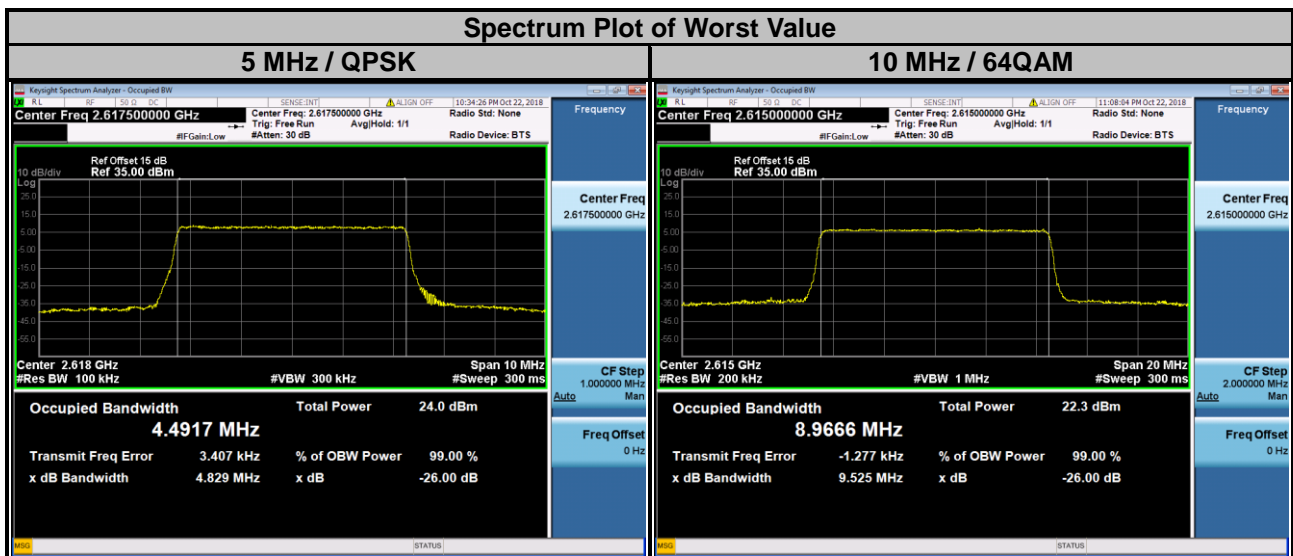 Spectrum Plot of Worst Value
5 MHz / QPSK
10 MHz / 64QAM
Keysight Spectrum Analyzer - Occupied BW
RL RF 50 Ω DC SENSE:INT ALIGN OFF 10:34:26 PM Oct 22, 2018
Center Freq 2.617500000 GHz
Center Freq: 2.617500000 GHz
Radio Std: None
Trig: Free Run Avg|Hold: 1/1
#IFGain:Low
#Atten: 30 dB
Radio Device: BTS
Ref Offset 15 dB
10 dB/div Ref 35.00 dBm
Log
25.0
15.0
5.00
-5.00
-15.0
-25.0
-35.0
-45.0
-55.0
Center 2.618 GHz
Span 10 MHz
#Res BW 100 kHz
#VBW 300 kHz
#Sweep 300 ms
Occupied Bandwidth
Total Power 24.0 dBm
4.4917 MHz
Transmit Freq Error 3.407 kHz
% of OBW Power 99.00 %
x dB Bandwidth 4.829 MHz
x dB -26.00 dB
MSG
STATUS
Frequency
Center Freq
2.617500000 GHz
CF Step
1.000000 MHz
Auto Man
Freq Offset
0 Hz
Keysight Spectrum Analyzer - Occupied BW
RL RF 50 Ω DC SENSE:INT ALIGN OFF 11:08:04 PM Oct 22, 2018
Center Freq 2.615000000 GHz
Center Freq: 2.615000000 GHz
Radio Std: None
Trig: Free Run Avg|Hold: 1/1
#IFGain:Low
#Atten: 30 dB
Radio Device: BTS
Ref Offset 15 dB
10 dB/div Ref 35.00 dBm
Log
25.0
15.0
5.00
-5.00
-15.0
-25.0
-35.0
-45.0
-55.0
Center 2.615 GHz
Span 20 MHz
#Res BW 200 kHz
#VBW 1 MHz
#Sweep 300 ms
Occupied Bandwidth
Total Power 22.3 dBm
8.9666 MHz
Transmit Freq Error -1.277 kHz
% of OBW Power 99.00 %
x dB Bandwidth 9.525 MHz
x dB -26.00 dB
MSG
STATUS
Frequency
Center Freq
2.615000000 GHz
CF Step
2.000000 MHz
Auto Man
Freq Offset
0 Hz